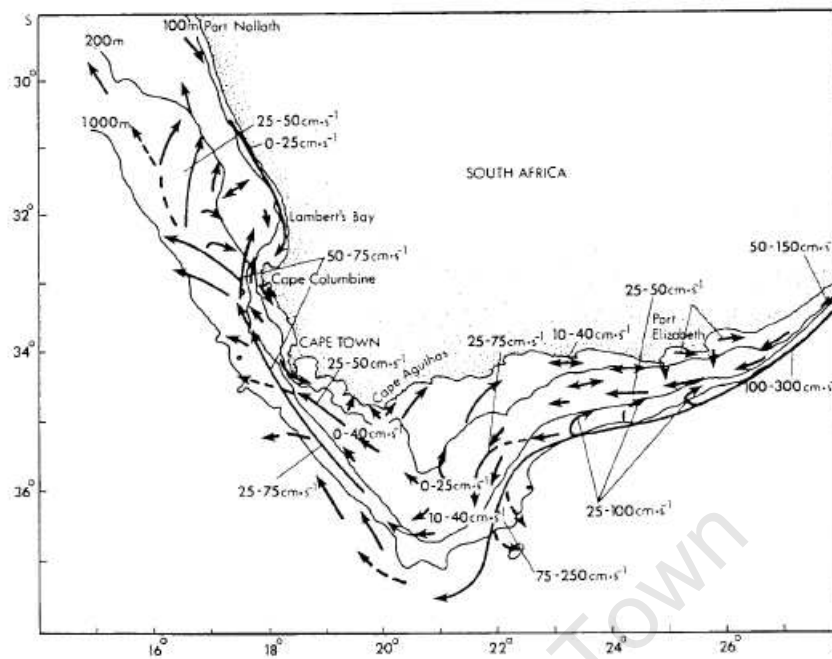 S
100m Port Nolloth
200m
30°
25-50cm·s⁻¹
1000m
0-25cm·s⁻¹
SOUTH AFRICA
32°
Lambert's Bay
50-75cm·s⁻¹
50-150cm·s⁻¹
Cape Columbine
25-50cm·s⁻¹
Port
Elizabeth
CAPE TOWN
25-75cm·s⁻¹
10-40cm·s⁻¹
34°
25-50cm·s⁻¹
Cape Agulhas
100-300cm·s⁻¹
0-40cm·s⁻¹
0-25cm·s⁻¹
25-75cm·s⁻¹
36°
10-40cm·s⁻¹
25-100cm·s⁻¹
75-250cm·s⁻¹
16° 18° 20° 22° 24° 26°
Town